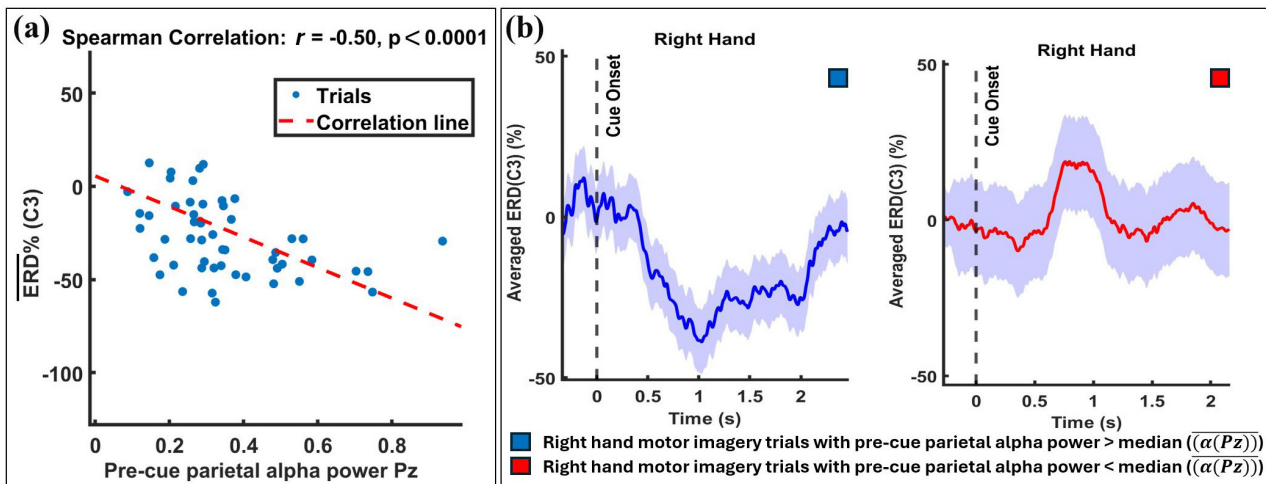 (a)
Spearman Correlation: r = -0.50, p < 0.0001
50
0
-50
-100
ERD% (C3)
Trials
Correlation line
0
0.2
0.4
0.6
0.8
Pre-cue parietal alpha power Pz
(b)
Right Hand
50
0
-50
Averaged ERD(C3) (%)
Cue Onset
0
0.5
1
1.5
2
Time (s)
Right Hand
50
0
-50
Averaged ERD(C3) (%)
Cue Onset
0
0.5
1
1.5
2
Time (s)
Right hand motor imagery trials with pre-cue parietal alpha power > median ((α(Pz)))
Right hand motor imagery trials with pre-cue parietal alpha power < median ((α(Pz)))